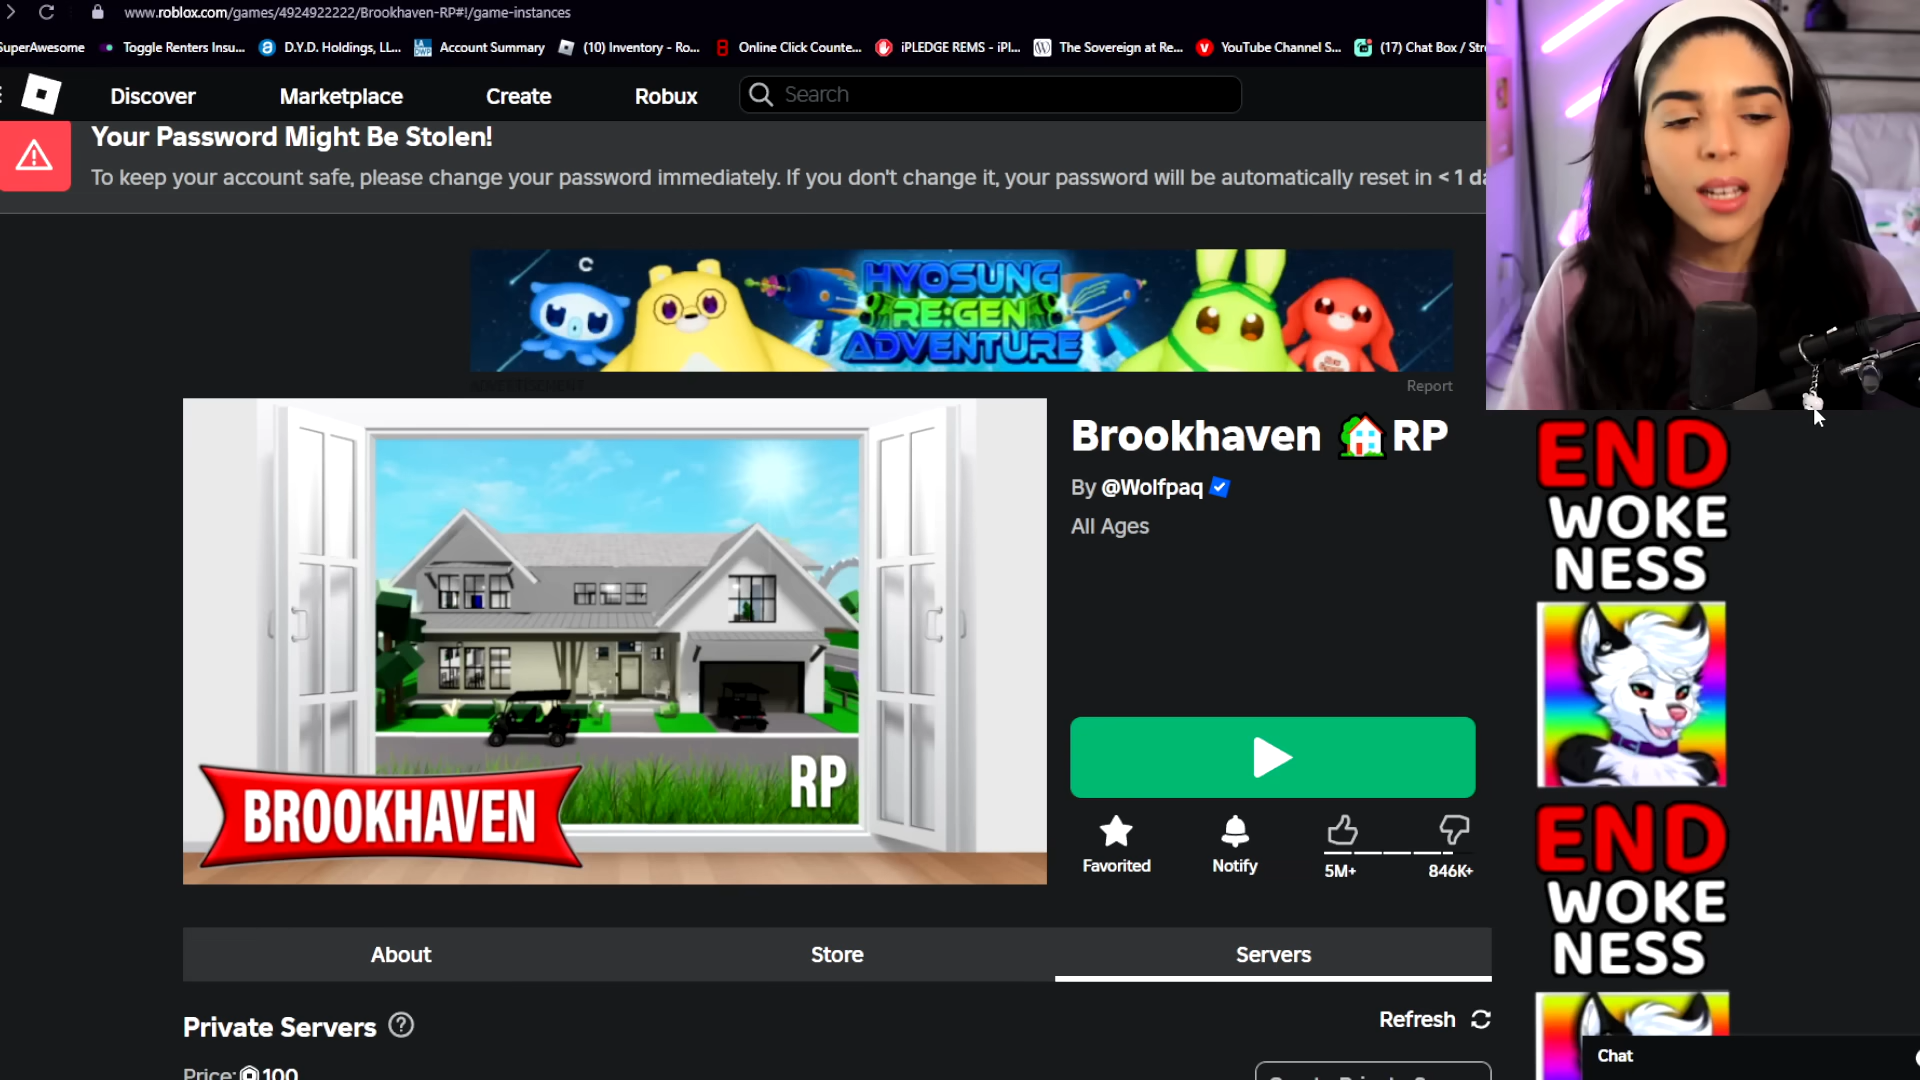 www.roblox.com/games/4924922222/Brookhaven-RP#!/game-instances
SuperAwesome
Toggle Renters Insu...
D.Y.D. Holdings, LL...
Account Summary
(10) Inventory - Ro...
Online Click Counte...
iPLEDGE REMS - iPl...
The Sovereign at Re...
YouTube Channel S...
(17) Chat Box / Str
Discover
Marketplace
Create
Robux
Search
Your Password Might Be Stolen!
To keep your account safe, please change your password immediately. If you don't change it, your password will be automatically reset in < 1 da
HYOSUNG
RE:GEN
ADVENTURE
ADVERTISEMENT
Report
Brookhaven RP
By @Wolfpaq
All Ages
BROOKHAVEN
RP
Favorited
Notify
5M+
846K+
END
WOKE
NESS
END
WOKE
NESS
About
Store
Servers
Private Servers
Refresh
Price: 100
Chat